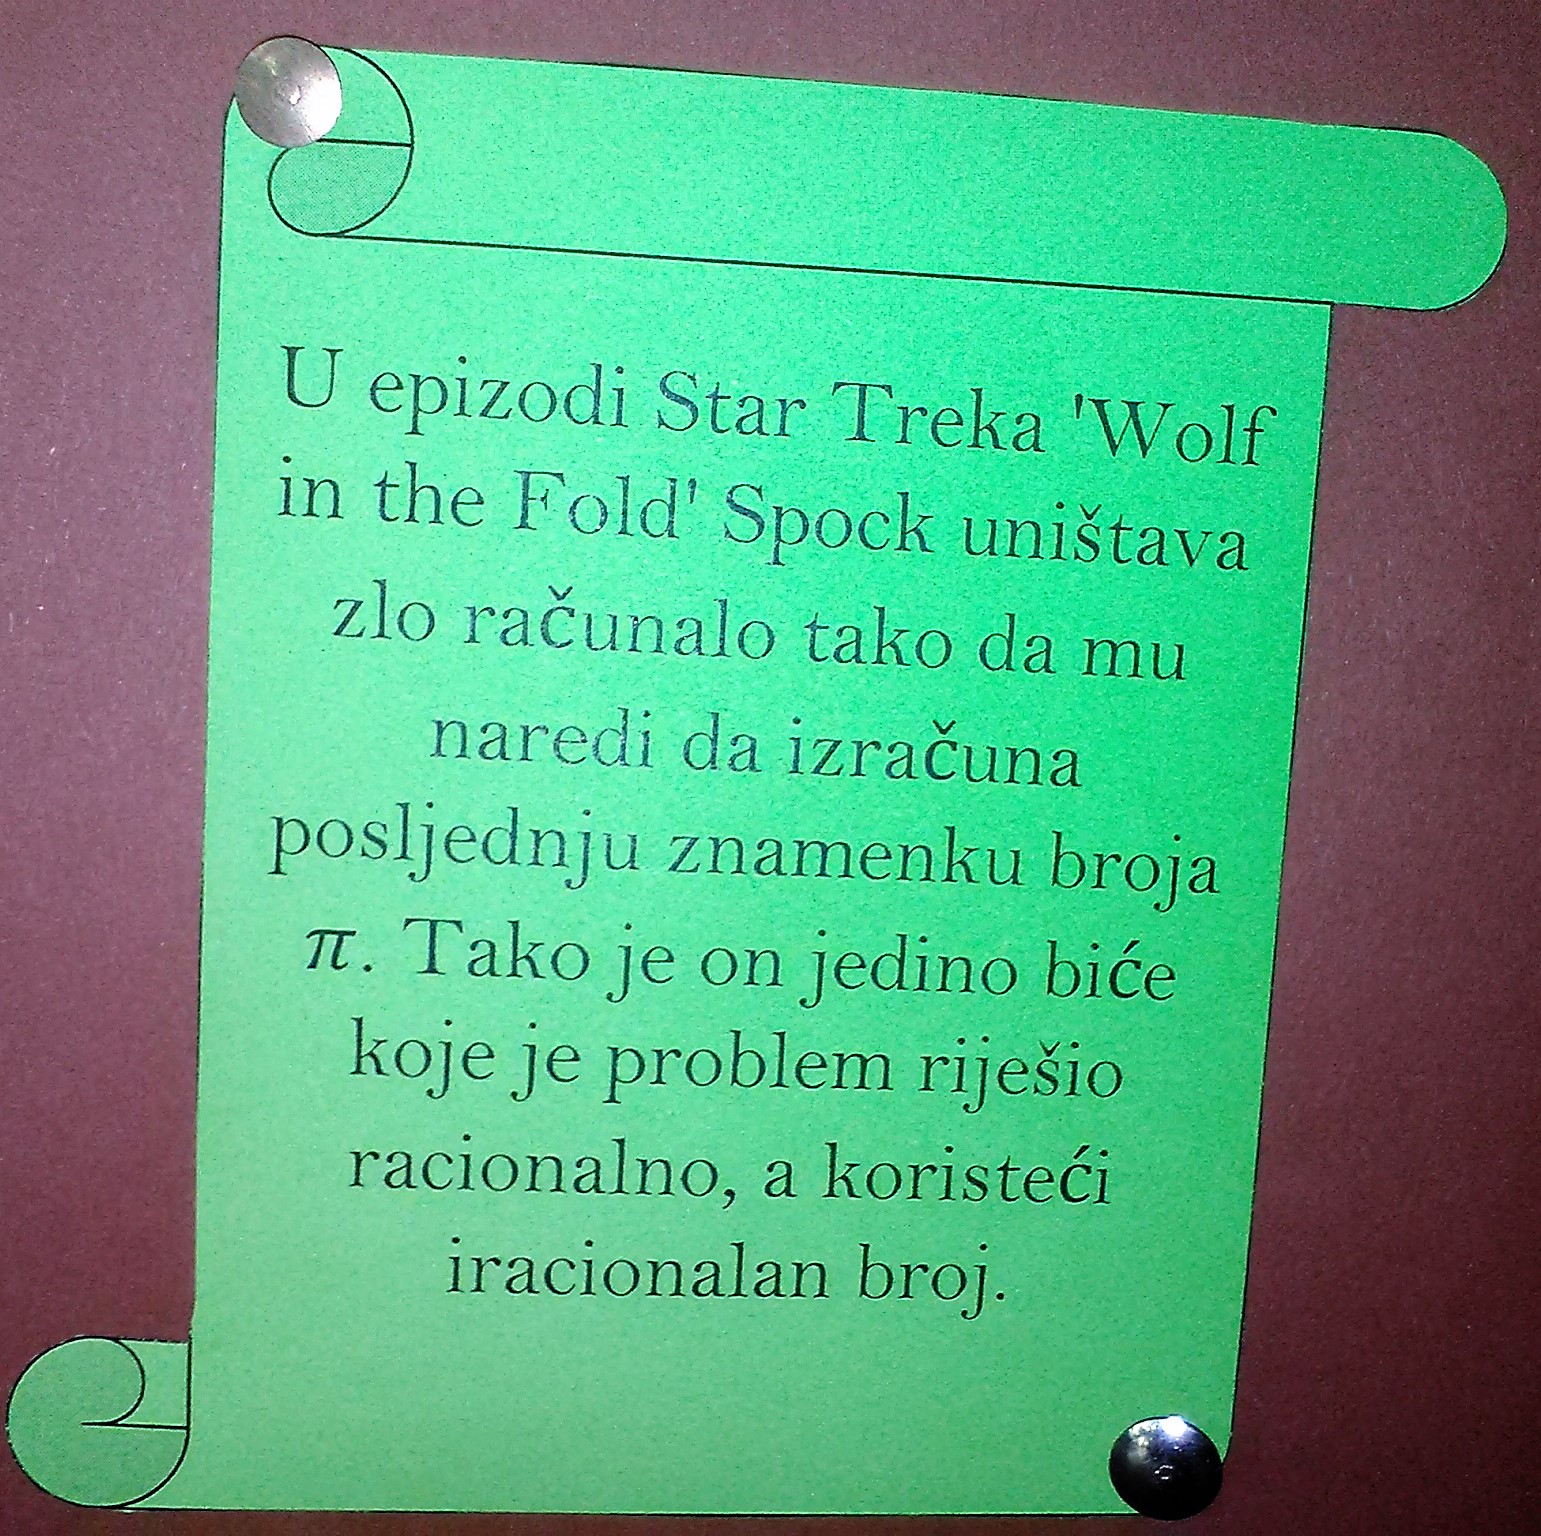 U epizodi Star Treka 'Wolf
in the Fold' Spock uništava
zlo računalo tako da mu
naredi da izračuna
posljednju znamenku broja
π. Tako je on jedino biće
koje je problem riješio
racionalno, a koristeći
iracionalan broj.